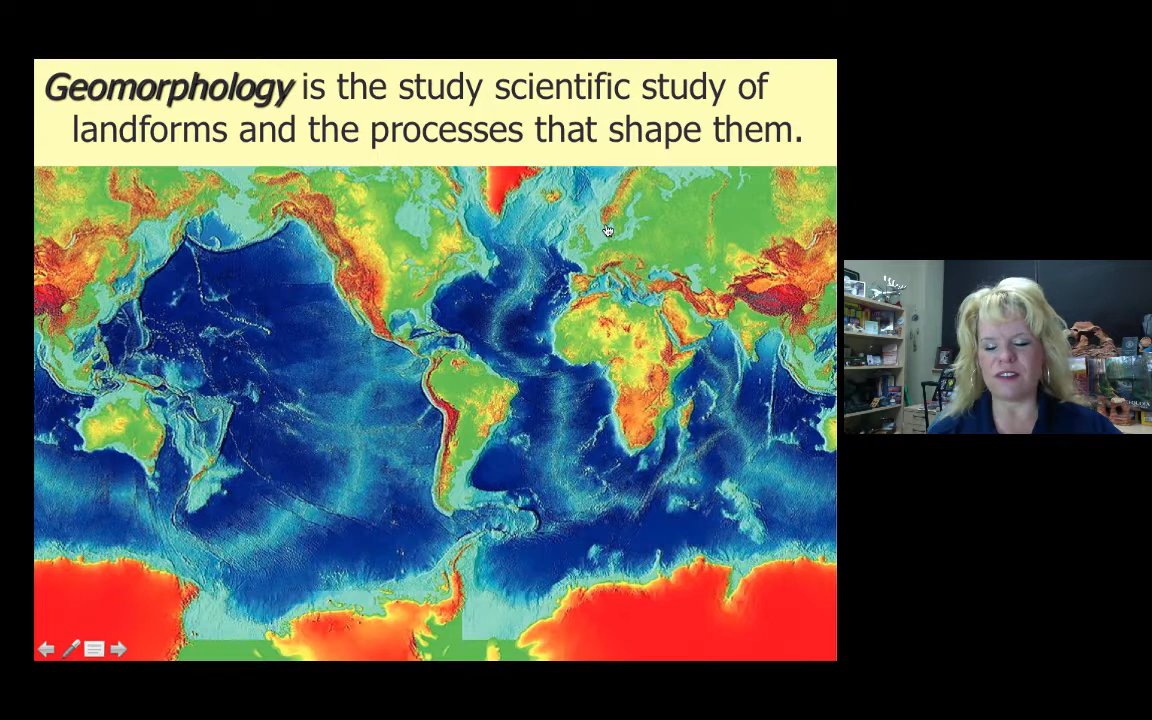 Geomorphology is the study scientific study of
landforms and the processes that shape them.